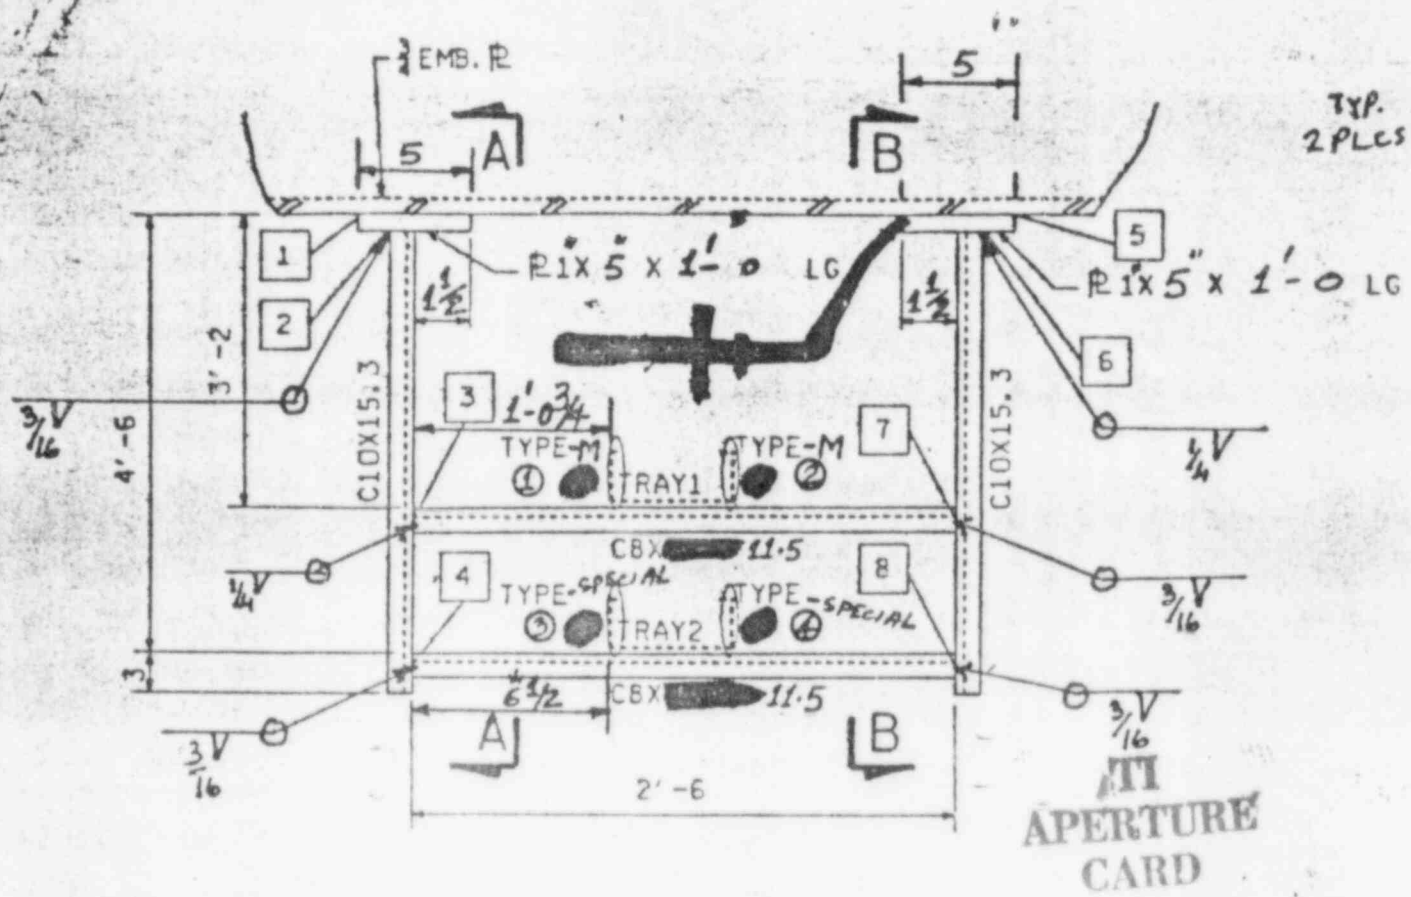 EMB. PL
5
TYP.
2 PLCS
A
B
5
1
5
PL 1" X 5" X 1'-0 LG
PL 1" X 5" X 1'-0 LG
2
1 1/2
1 1/2
6
3'-2
4'-6
3
1'-0 3/4
7
3/16 V
1/4 V
C10X15.3
C10X15.3
TYPE-M
TYPE-M
1
TRAY1
2
C8X 11.5
1/4 V
4
8
TYPE-SPECIAL
TYPE-SPECIAL
3/16 V
3
TRAY2
4
3
6 1/2
C8X 11.5
3/16 V
3/16 V
A
B
2'-6
TI
APERTURE
CARD